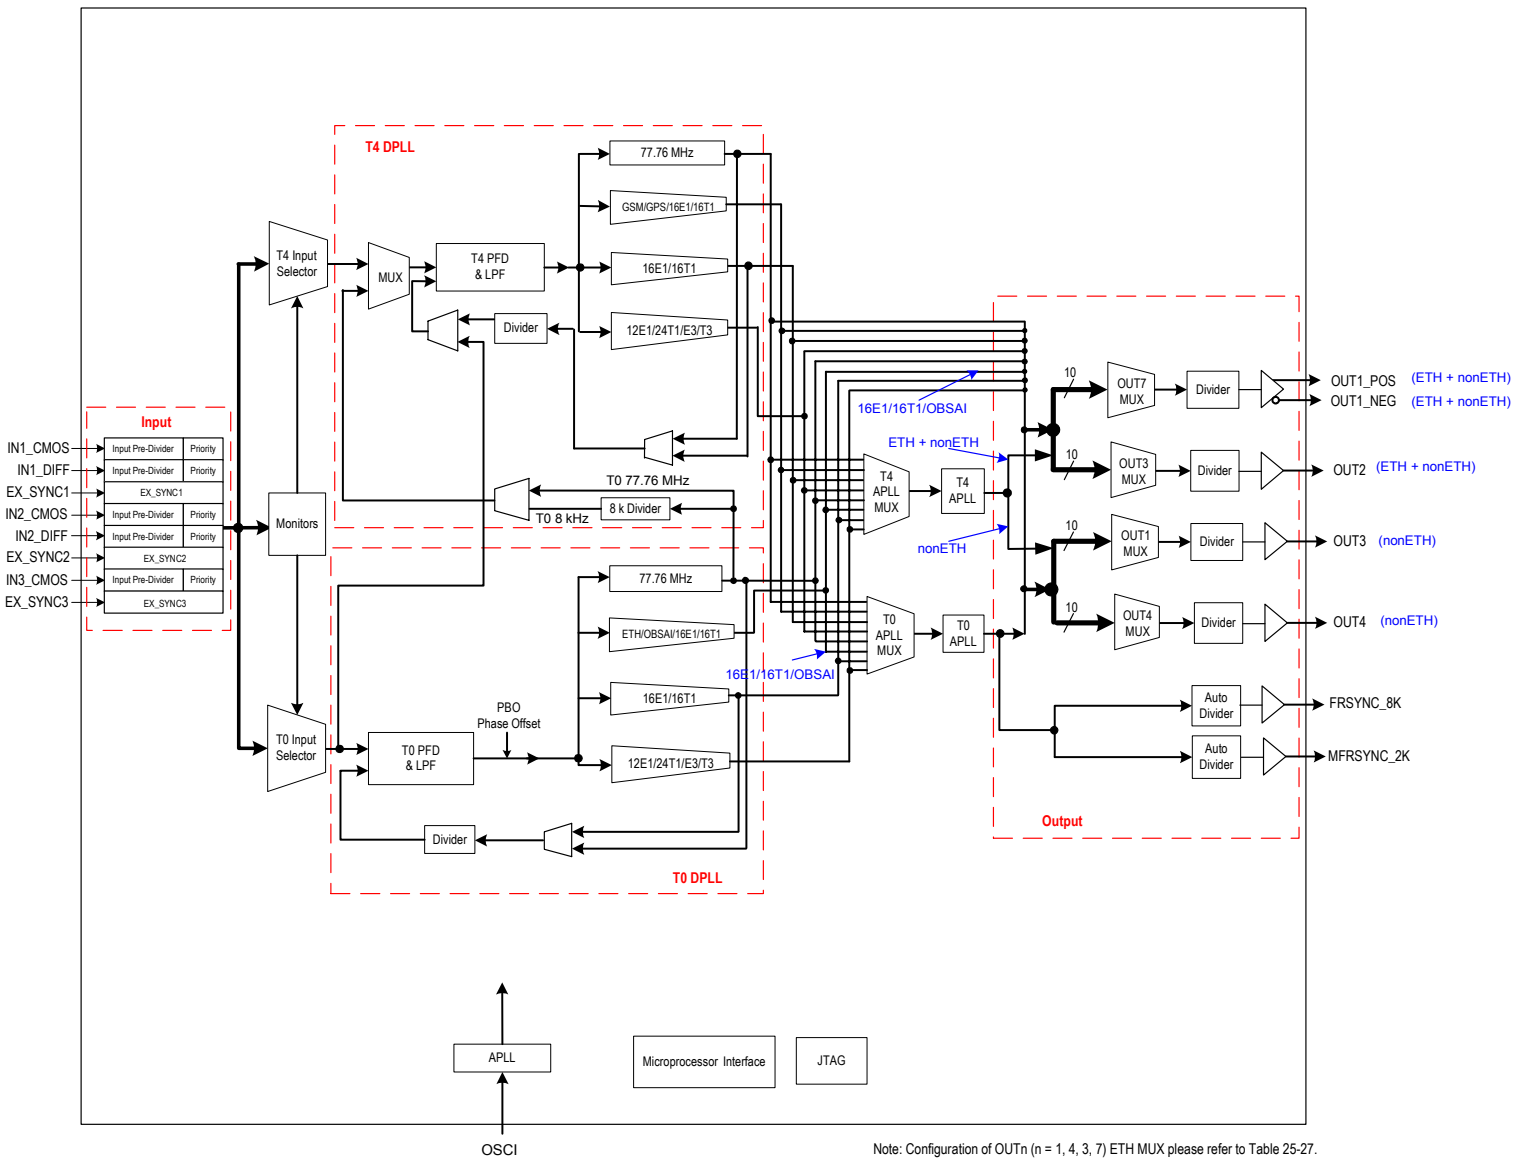 T4 DPLL
77.76 MHz
GSM/GPS/16E1/16T1
T4 Input
Selector
MUX
T4 PFD
& LPF
16E1/16T1
Divider
12E1/24T1/E3/T3
Input
IN1_CMOS
Input Pre-Divider
Priority
IN1_DIFF
Input Pre-Divider
Priority
EX_SYNC1
EX_SYNC1
IN2_CMOS
Input Pre-Divider
Priority
IN2_DIFF
Input Pre-Divider
Priority
EX_SYNC2
EX_SYNC2
IN3_CMOS
Input Pre-Divider
Priority
EX_SYNC3
EX_SYNC3
Monitors
T0 77.76 MHz
8 k Divider
T0 8 kHz
77.76 MHz
ETH/OBSAI/16E1/16T1
16E1/16T1
PBO
Phase Offset
T0 Input
Selector
T0 PFD
& LPF
12E1/24T1/E3/T3
Divider
T0 DPLL
16E1/16T1/OBSAI
ETH + nonETH
T4
APLL
MUX
T4
APLL
nonETH
T0
APLL
MUX
T0
APLL
16E1/16T1/OBSAI
10
OUT7
MUX
Divider
OUT1_POS
(ETH + nonETH)
OUT1_NEG
(ETH + nonETH)
10
OUT3
MUX
Divider
OUT2
(ETH + nonETH)
10
OUT1
MUX
Divider
OUT3
(nonETH)
10
OUT4
MUX
Divider
OUT4
(nonETH)
Auto
Divider
FRSYNC_8K
Auto
Divider
MFRSYNC_2K
Output
APLL
Microprocessor Interface
JTAG
OSCI
Note: Configuration of OUTn (n = 1, 4, 3, 7) ETH MUX please refer to Table 25-27.